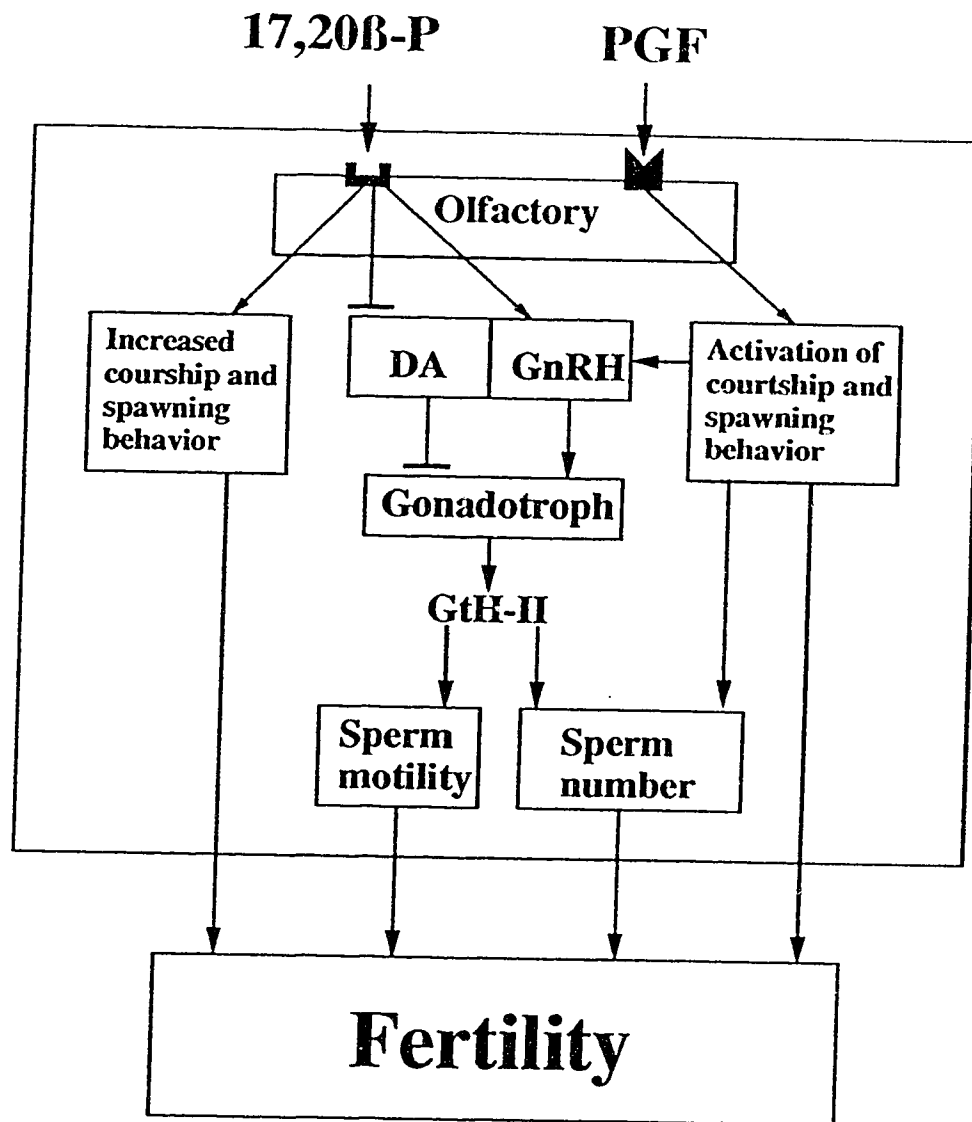 17,20ß-P
PGF
Olfactory
Increased
courship and
spawning
behavior
DA
GnRH
Activation of
courtship and
spawning
behavior
Gonadotroph
GtH-II
Sperm
motility
Sperm
number
Fertility